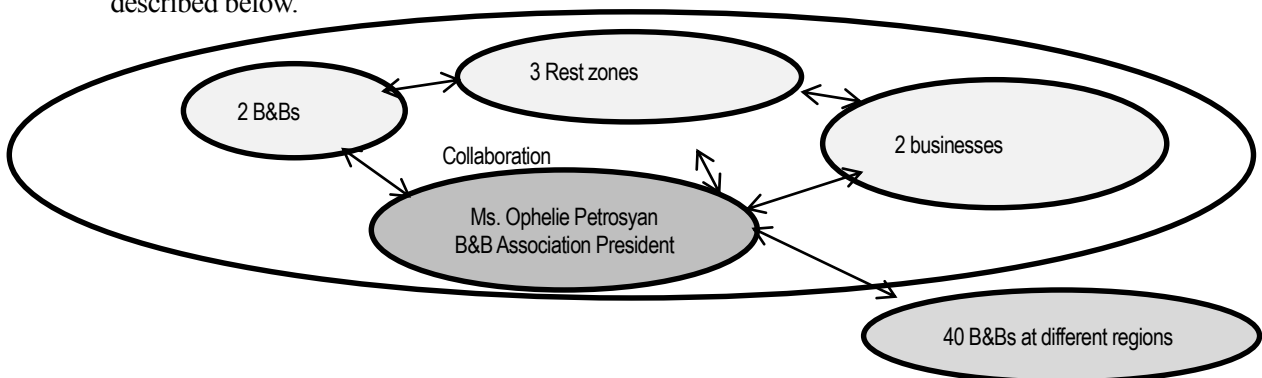 described below.
3 Rest zones
2 B&Bs
2 businesses
Collaboration
Ms. Ophelie Petrosyan
B&B Association President
40 B&Bs at different regions